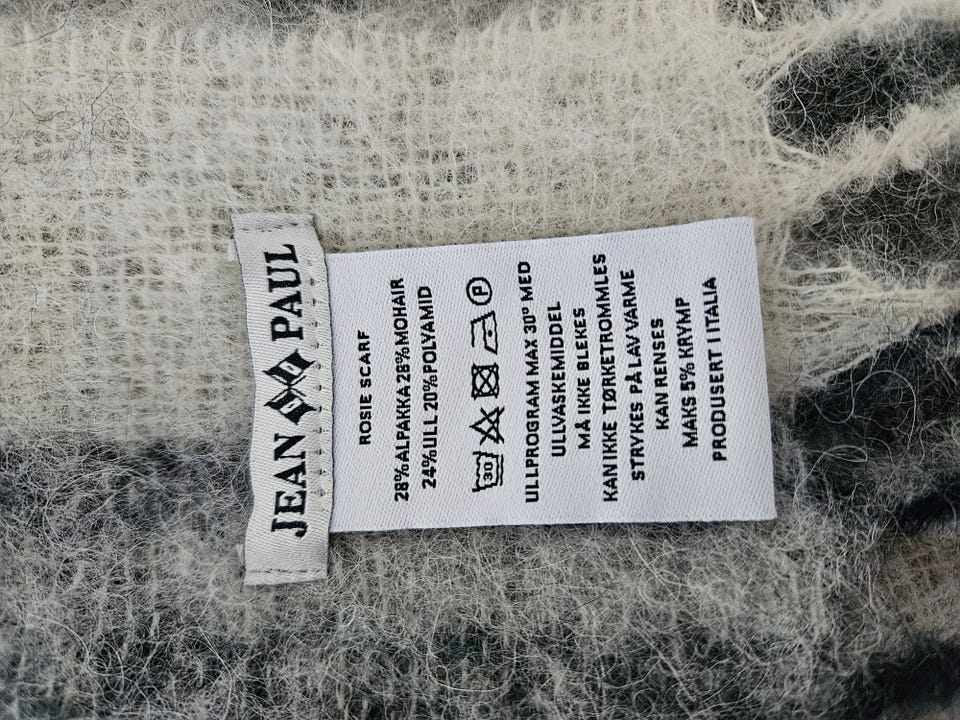 JEAN PAUL
ROSIE SCARF
28% ALPAKKA 28% MOHAIR
24% ULL 20% POLYAMID
30 P
ULLPROGRAM MAX 30° MED
ULLVASKEMIDDEL
MÅ IKKE BLEKES
KAN IKKE TØRKETROMMLES
STRYKES PÅ LAV VARME
KAN RENSES
MAKS 5% KRYMP
PRODUSERT I ITALIA